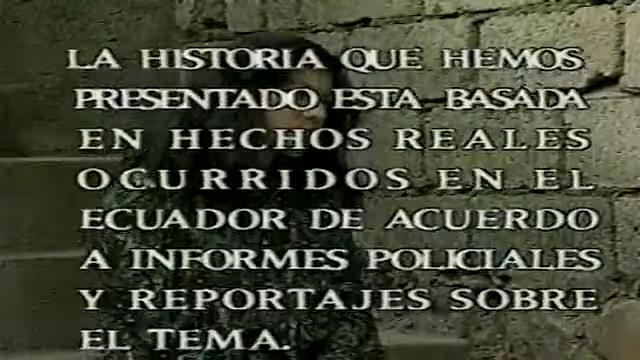 LA HISTORIA QUE HEMOS
PRESENTADO ESTA BASADA
EN HECHOS REALES
OCURRIDOS EN EL
ECUADOR DE ACUERDO
A INFORMES POLICIALES
Y REPORTAJES SOBRE
EL TEMA.